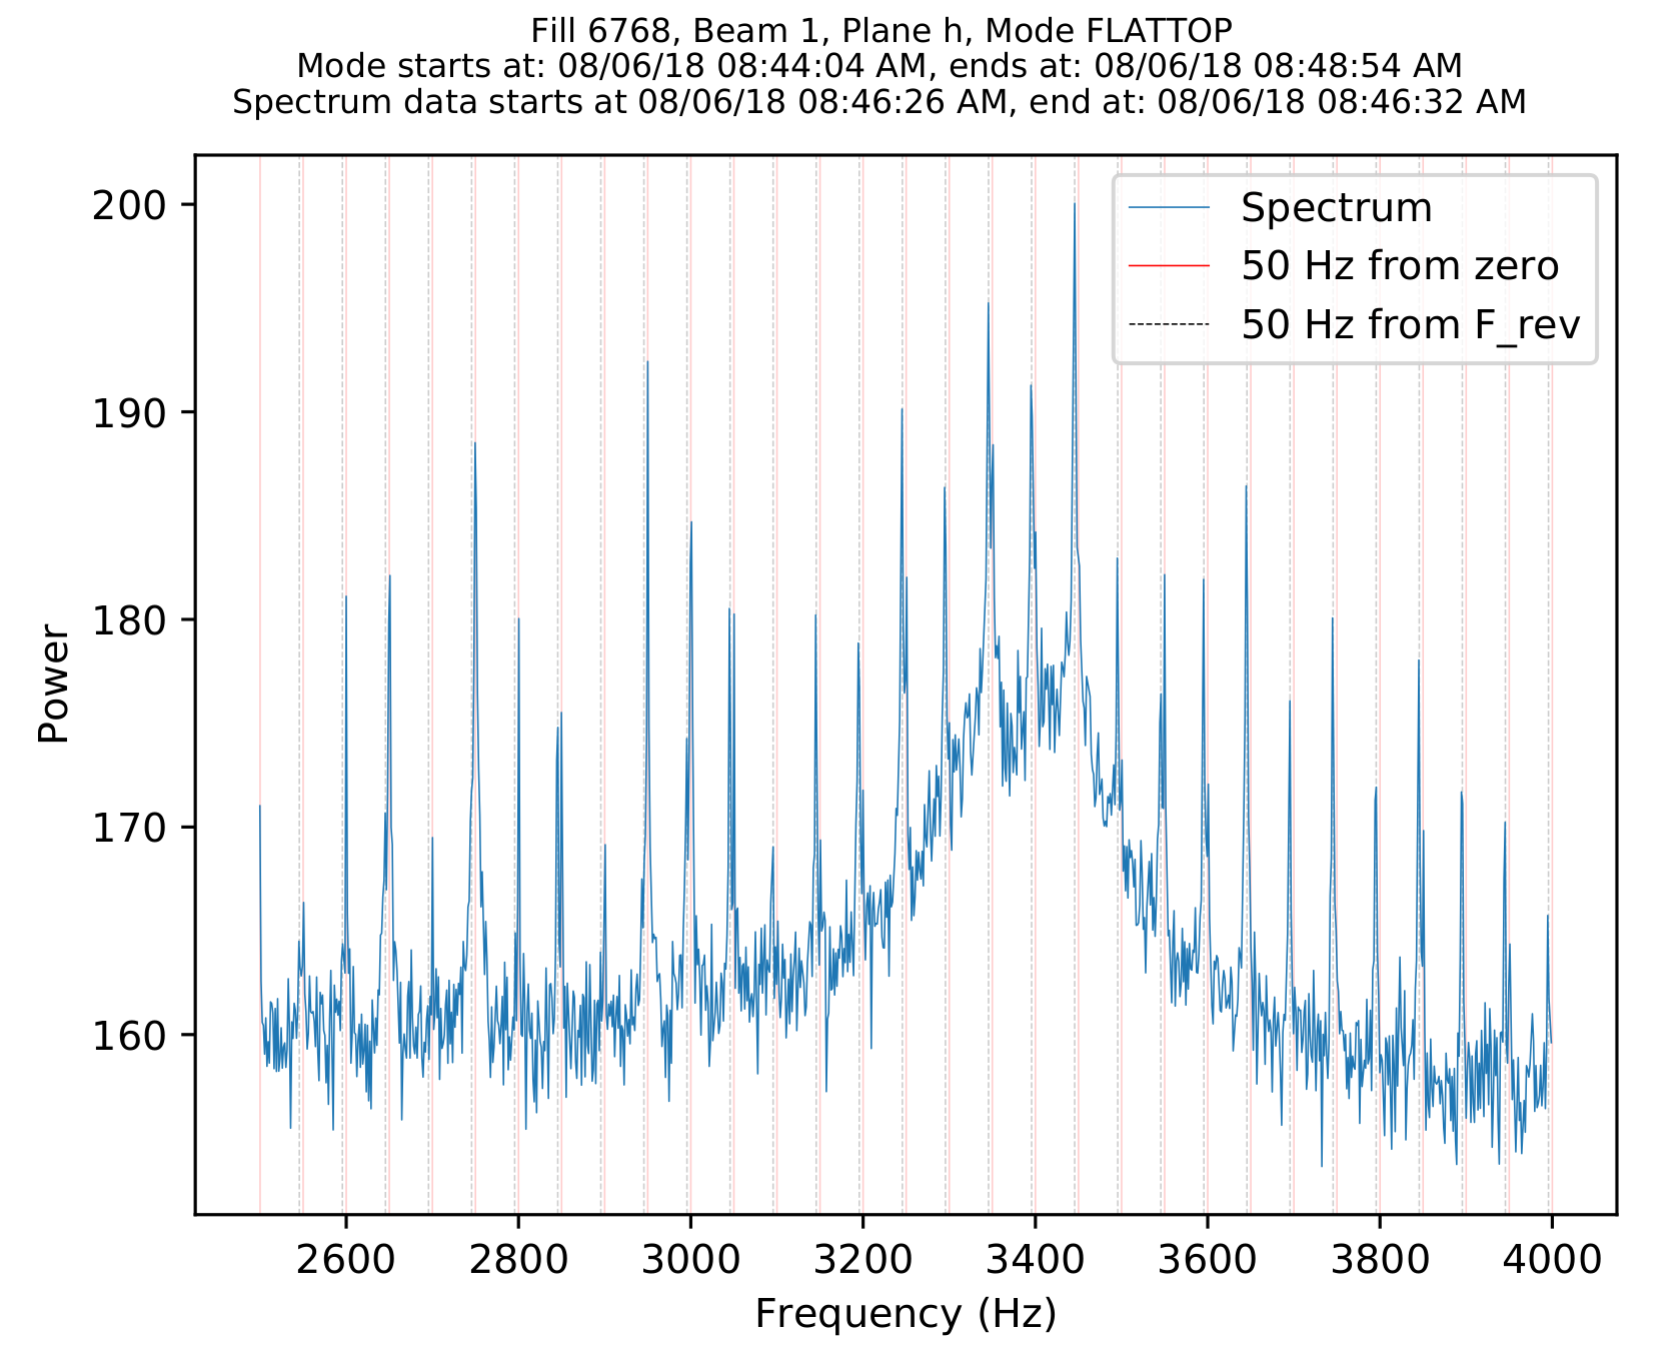 Fill 6768, Beam 1, Plane h, Mode FLATTOP
Mode starts at: 08/06/18 08:44:04 AM, ends at: 08/06/18 08:48:54 AM
Spectrum data starts at 08/06/18 08:46:26 AM, end at: 08/06/18 08:46:32 AM
Spectrum
50 Hz from zero
50 Hz from F_rev
200
190
180
170
160
Power
2600 2800 3000 3200 3400 3600 3800 4000
Frequency (Hz)